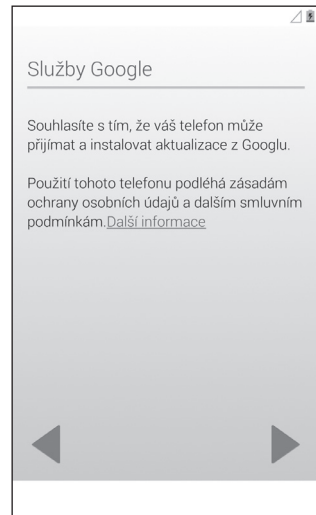 Služby Google
Souhlasíte s tím, že váš telefon může
přijímat a instalovat aktualizace z Googlu.
Použití tohoto telefonu podléhá zásadám
ochrany osobních údajů a dalším smluvním
podmínkám.Další informace